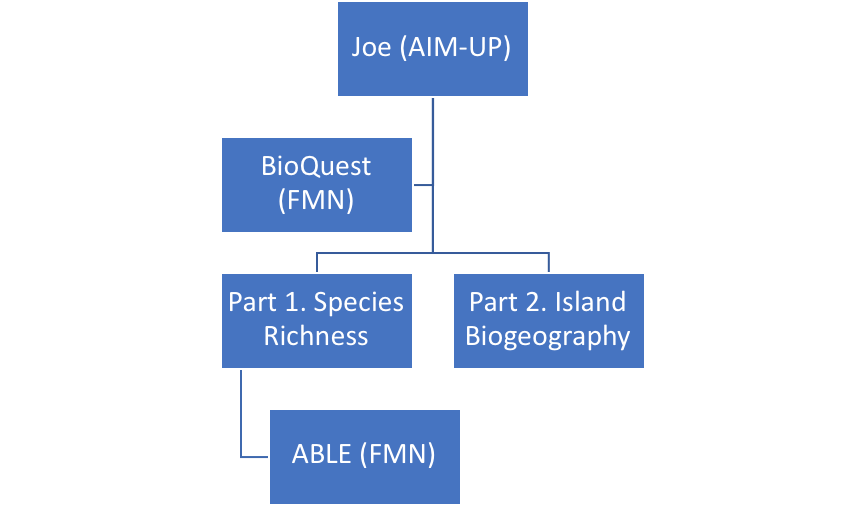 Joe (AIM-UP)
BioQuest
(FMN)
Part 1. Species
Richness
Part 2. Island
Biogeography
ABLE (FMN)